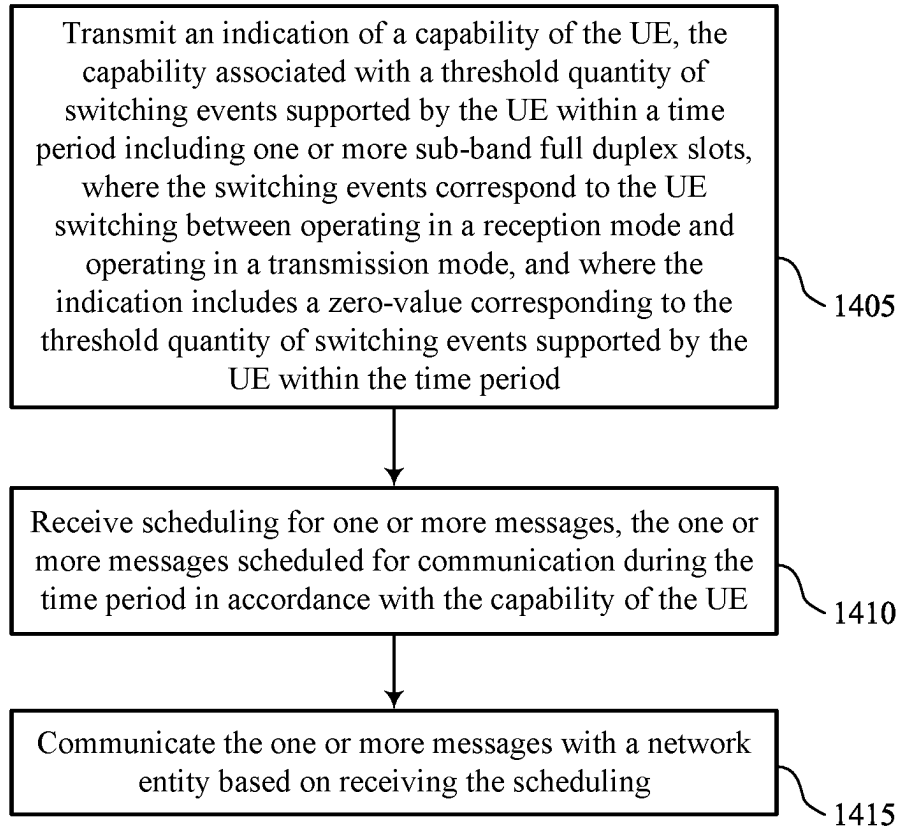 Transmit an indication of a capability of the UE, the
capability associated with a threshold quantity of
switching events supported by the UE within a time
period including one or more sub-band full duplex slots,
where the switching events correspond to the UE
switching between operating in a reception mode and
operating in a transmission mode, and where the
indication includes a zero-value corresponding to the
threshold quantity of switching events supported by the
UE within the time period
1405
Receive scheduling for one or more messages, the one or
more messages scheduled for communication during the
time period in accordance with the capability of the UE
1410
Communicate the one or more messages with a network
entity based on receiving the scheduling
1415